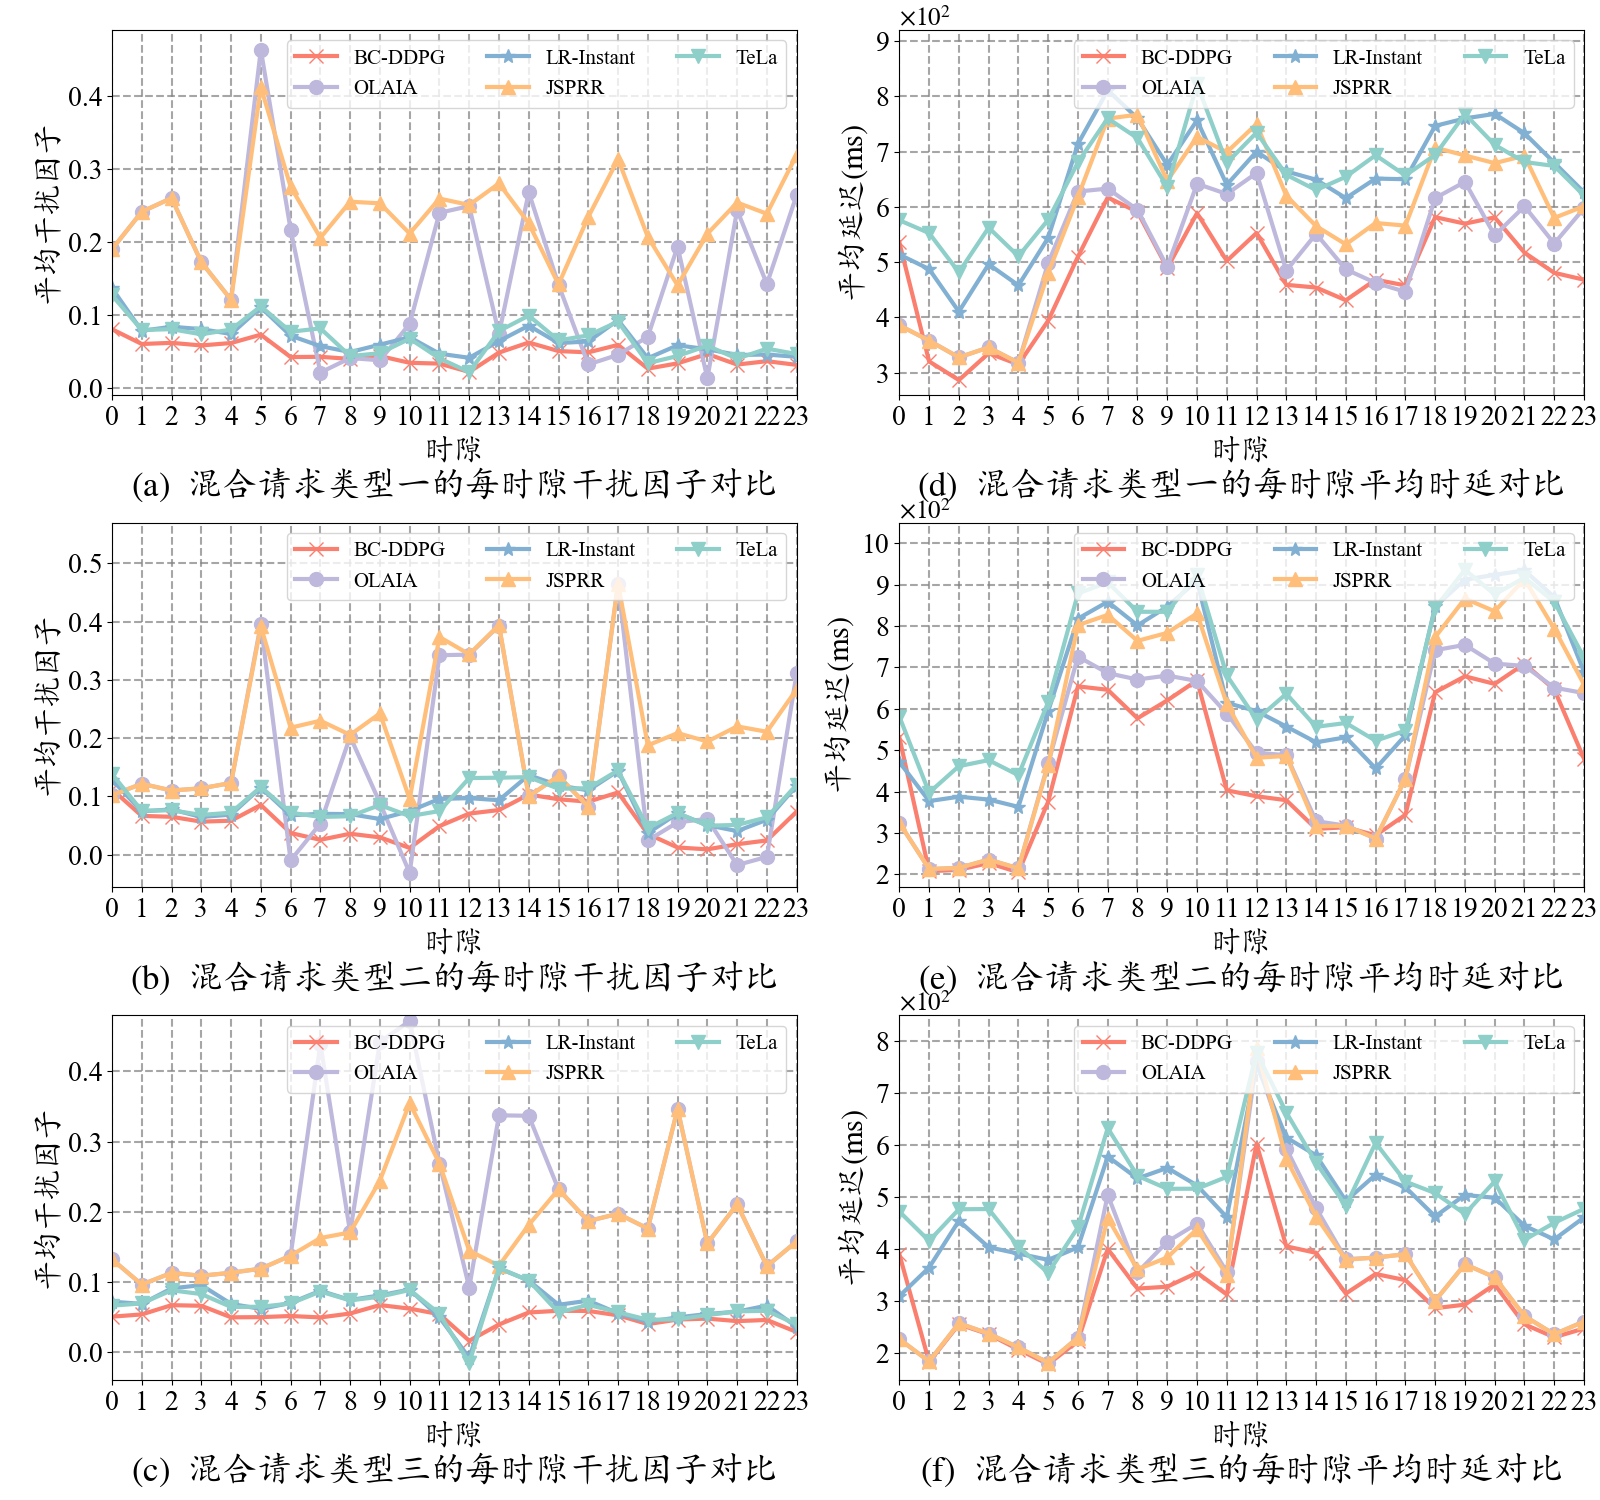 平均干扰因子
0.4
0.3
0.2
0.1
0.0
BC-DDPG LR-Instant TeLa
OLAIA JSPRR
0 1 2 3 4 5 6 7 8 9 10 11 12 13 14 15 16 17 18 19 20 21 22 23
时隙
(a) 混合请求类型一的每时隙干扰因子对比
×10²
平均延迟(ms)
9
8
7
6
5
4
3
BC-DDPG LR-Instant TeLa
OLAIA JSPRR
0 1 2 3 4 5 6 7 8 9 10 11 12 13 14 15 16 17 18 19 20 21 22 23
时隙
(d) 混合请求类型一的每时隙平均时延对比
平均干扰因子
0.5
0.4
0.3
0.2
0.1
0.0
BC-DDPG LR-Instant TeLa
OLAIA JSPRR
0 1 2 3 4 5 6 7 8 9 10 11 12 13 14 15 16 17 18 19 20 21 22 23
时隙
(b) 混合请求类型二的每时隙干扰因子对比
×10²
平均延迟(ms)
10
9
8
7
6
5
4
3
2
BC-DDPG LR-Instant TeLa
OLAIA JSPRR
0 1 2 3 4 5 6 7 8 9 10 11 12 13 14 15 16 17 18 19 20 21 22 23
时隙
(e) 混合请求类型二的每时隙平均时延对比
平均干扰因子
0.4
0.3
0.2
0.1
0.0
BC-DDPG LR-Instant TeLa
OLAIA JSPRR
0 1 2 3 4 5 6 7 8 9 10 11 12 13 14 15 16 17 18 19 20 21 22 23
时隙
(c) 混合请求类型三的每时隙干扰因子对比
×10²
平均延迟(ms)
8
7
6
5
4
3
2
BC-DDPG LR-Instant TeLa
OLAIA JSPRR
0 1 2 3 4 5 6 7 8 9 10 11 12 13 14 15 16 17 18 19 20 21 22 23
时隙
(f) 混合请求类型三的每时隙平均时延对比